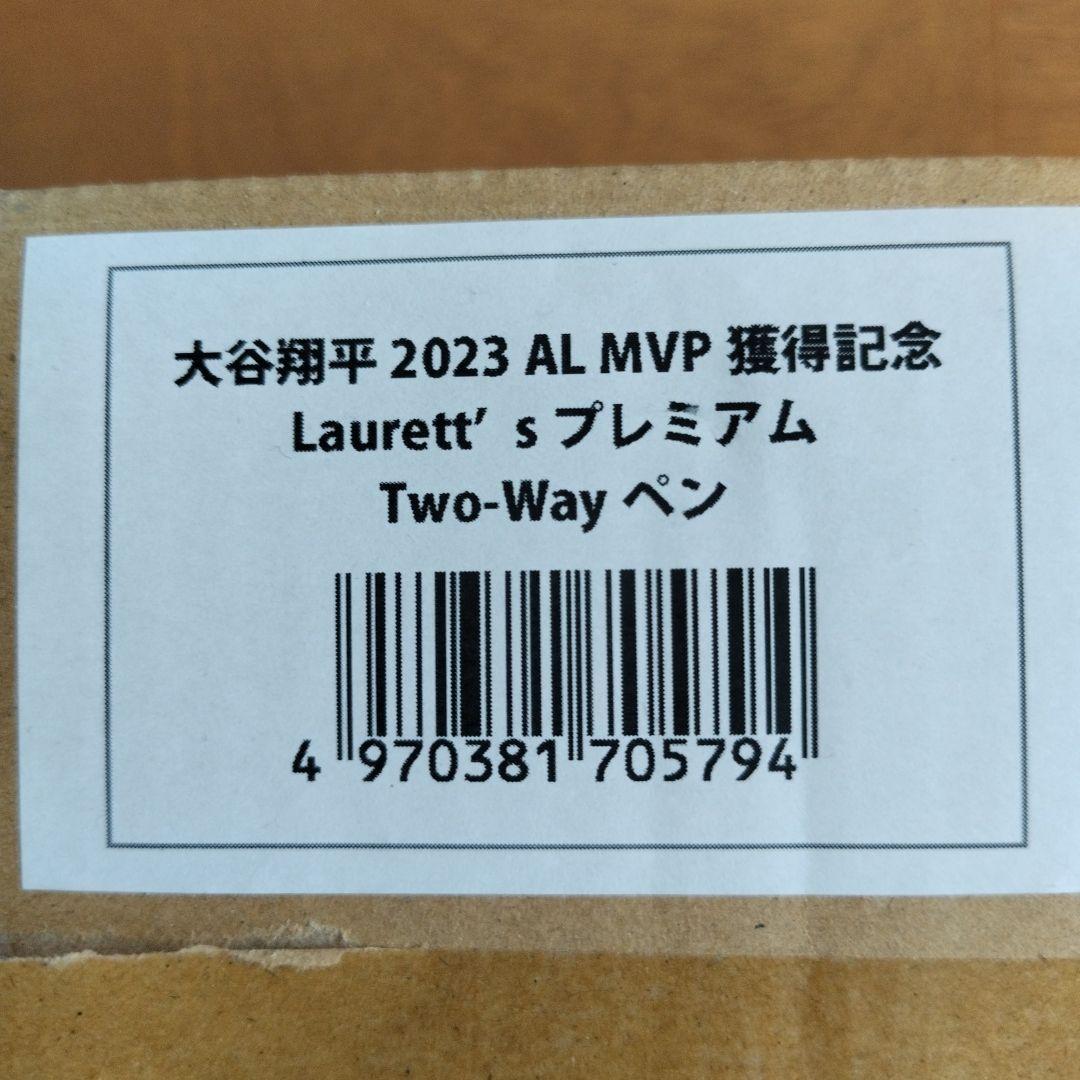 大谷翔平 2023 AL MVP 獲得記念
Laurett’s プレミアム
Two-Way ペン
4 970381 705794